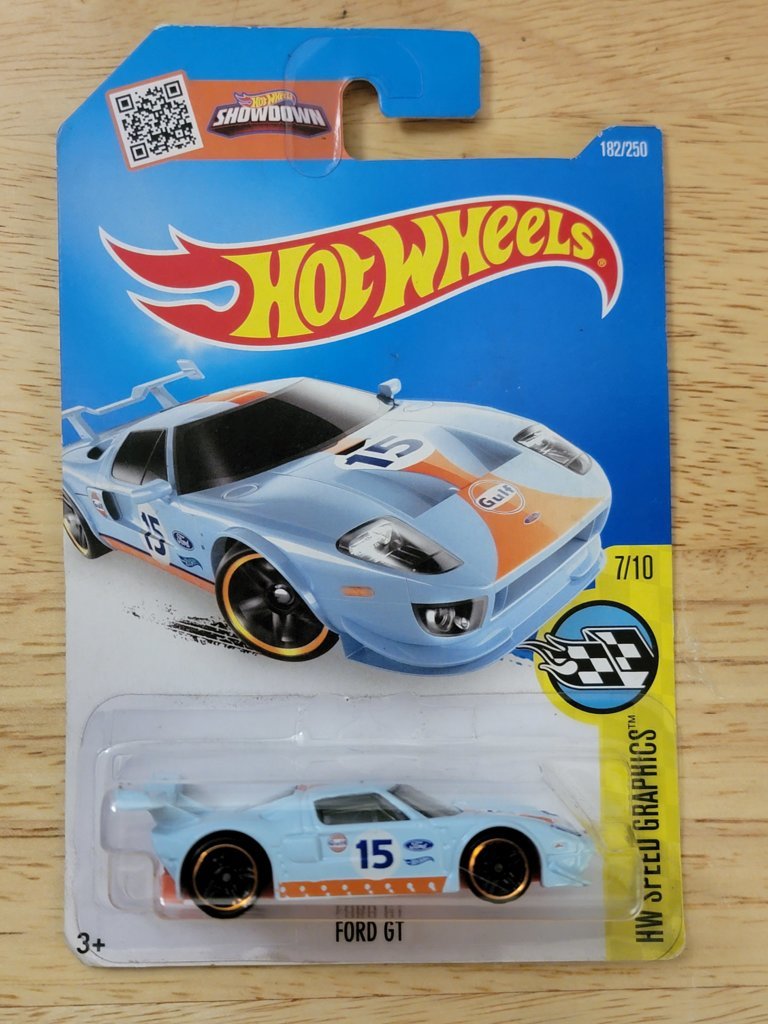 HOT WHEELS
SHOWDOWN
182/250
HOT WHEELS®
15
Gulf
15
Ford
7/10
HW SPEED GRAPHICS™
Gulf
15
Ford
FORD GT
3+